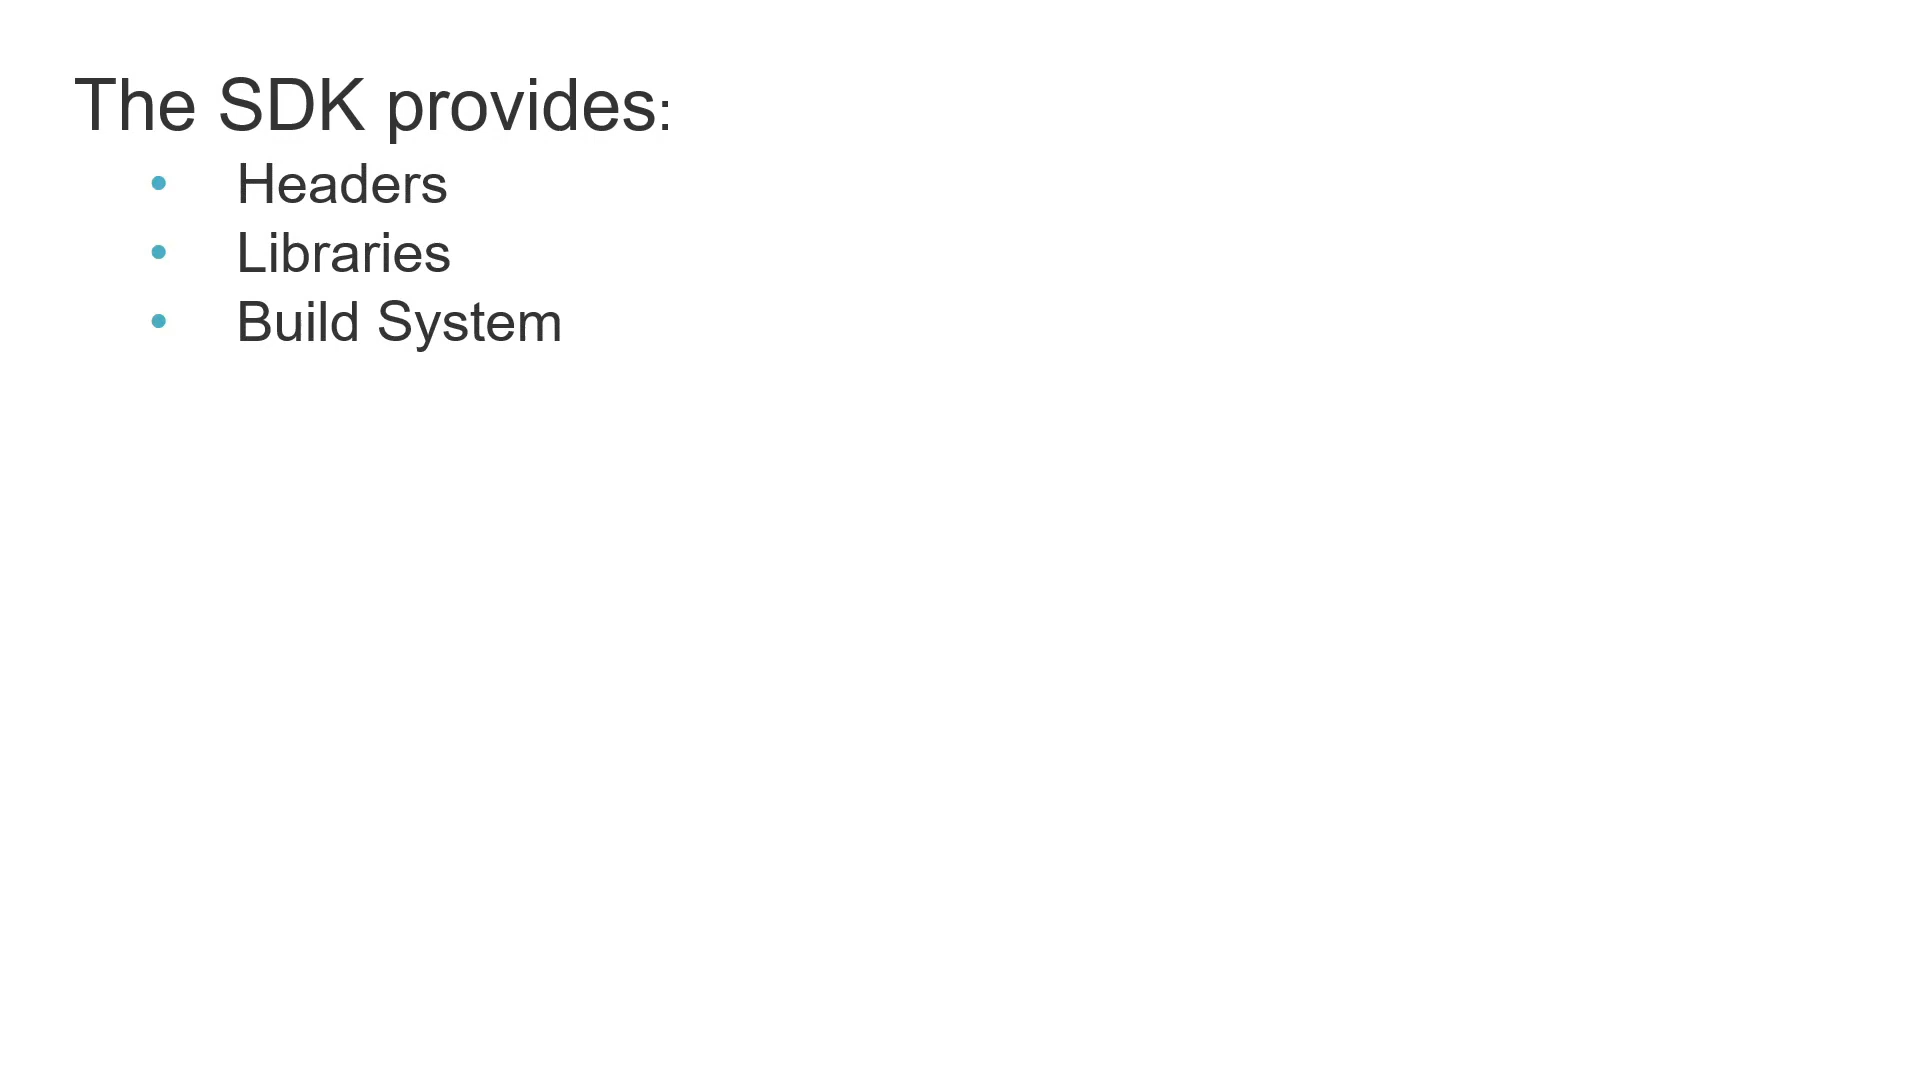 The SDK provides:
• Headers
• Libraries
• Build System